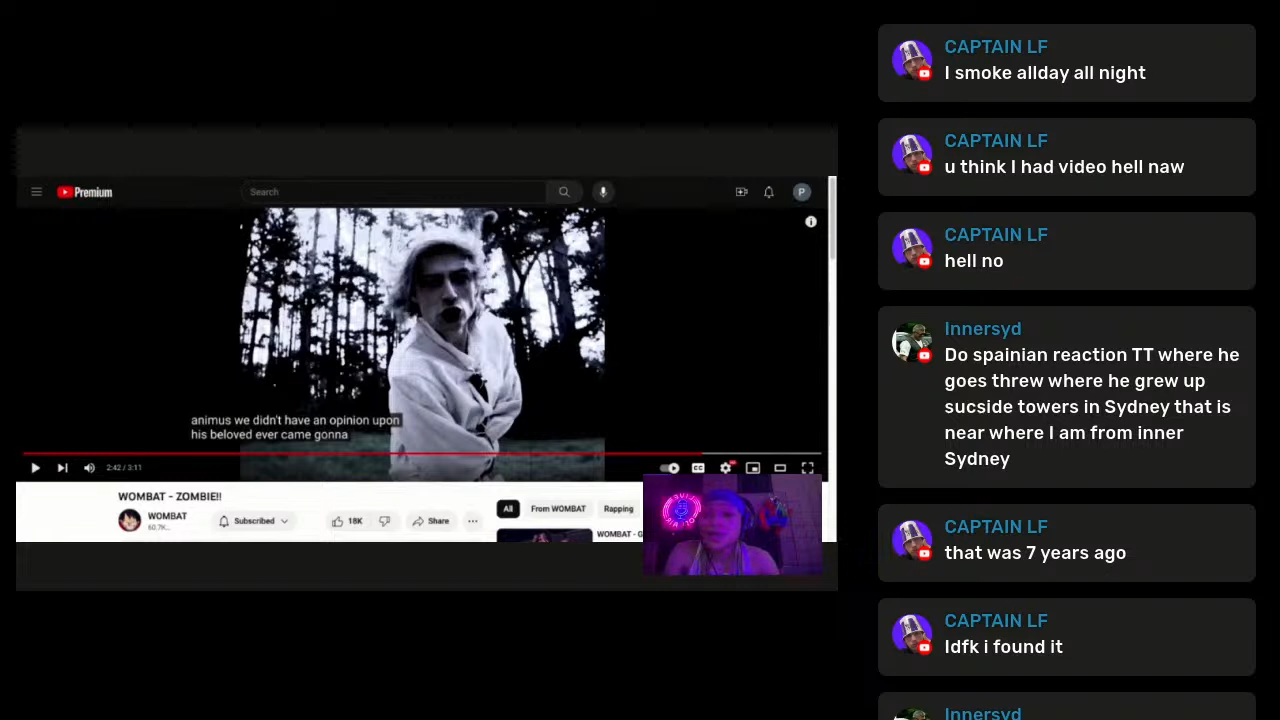 Premium
Search
P
animus we didn't have an opinion upon
his beloved ever came gonna
2:42 / 3:11
CC
WOMBAT - ZOMBIE!!
WOMBAT
60.7K...
Subscribed
18K
Share
All
From WOMBAT
Rapping
WOMBAT - G
CAPTAIN LF
I smoke allday all night
CAPTAIN LF
u think I had video hell naw
CAPTAIN LF
hell no
Innersyd
Do spainian reaction TT where he
goes threw where he grew up
sucside towers in Sydney that is
near where I am from inner
Sydney
CAPTAIN LF
that was 7 years ago
CAPTAIN LF
Idfk i found it
Innersyd